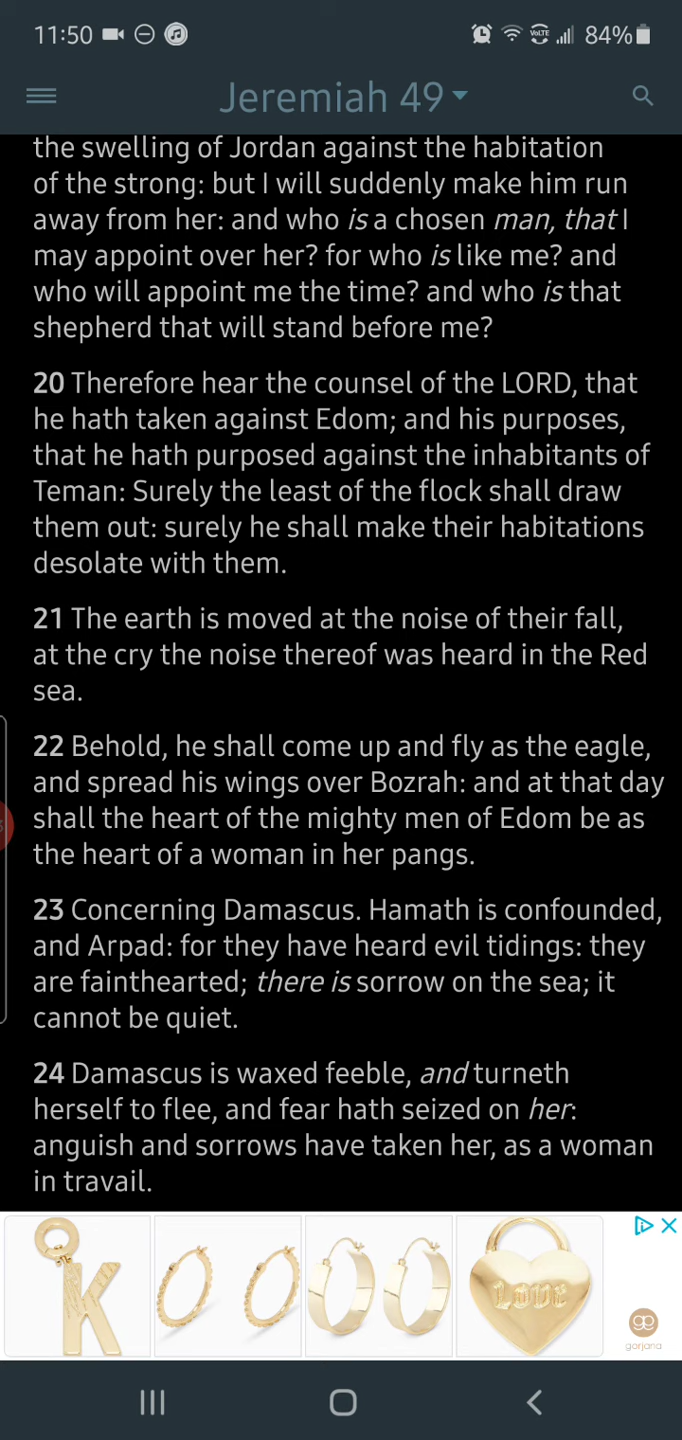 11:50
VoLTE
84%
Jeremiah 49
the swelling of Jordan against the habitation
of the strong: but I will suddenly make him run
away from her: and who is a chosen man, that I
may appoint over her? for who is like me? and
who will appoint me the time? and who is that
shepherd that will stand before me?
20 Therefore hear the counsel of the LORD, that
he hath taken against Edom; and his purposes,
that he hath purposed against the inhabitants of
Teman: Surely the least of the flock shall draw
them out: surely he shall make their habitations
desolate with them.
21 The earth is moved at the noise of their fall,
at the cry the noise thereof was heard in the Red
sea.
22 Behold, he shall come up and fly as the eagle,
and spread his wings over Bozrah: and at that day
shall the heart of the mighty men of Edom be as
the heart of a woman in her pangs.
23 Concerning Damascus. Hamath is confounded,
and Arpad: for they have heard evil tidings: they
are fainthearted; there is sorrow on the sea; it
cannot be quiet.
24 Damascus is waxed feeble, and turneth
herself to flee, and fear hath seized on her:
anguish and sorrows have taken her, as a woman
in travail.
K
LOVE
gorjana